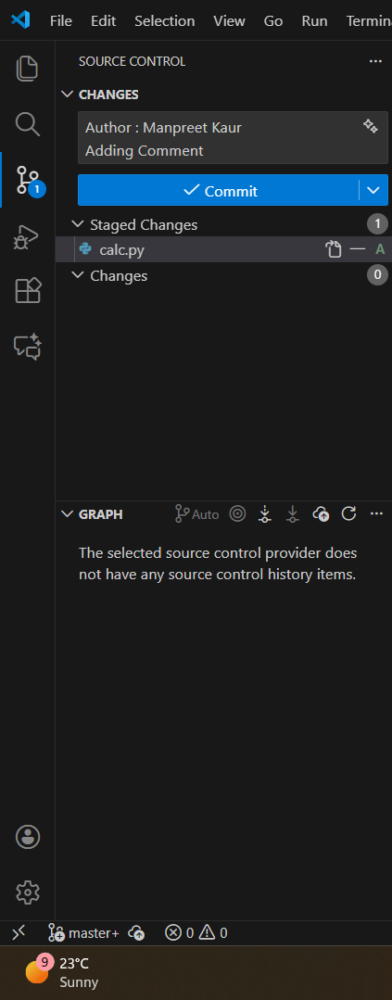 File Edit Selection View Go Run
SOURCE CONTROL
CHANGES
Author : Manpreet Kaur
Adding Comment
Commit
1
Staged Changes 1
calc.py A
Changes 0
GRAPH Auto
The selected source control provider does
not have any source control history items.
master+ 0 0
9 23°C
Sunny